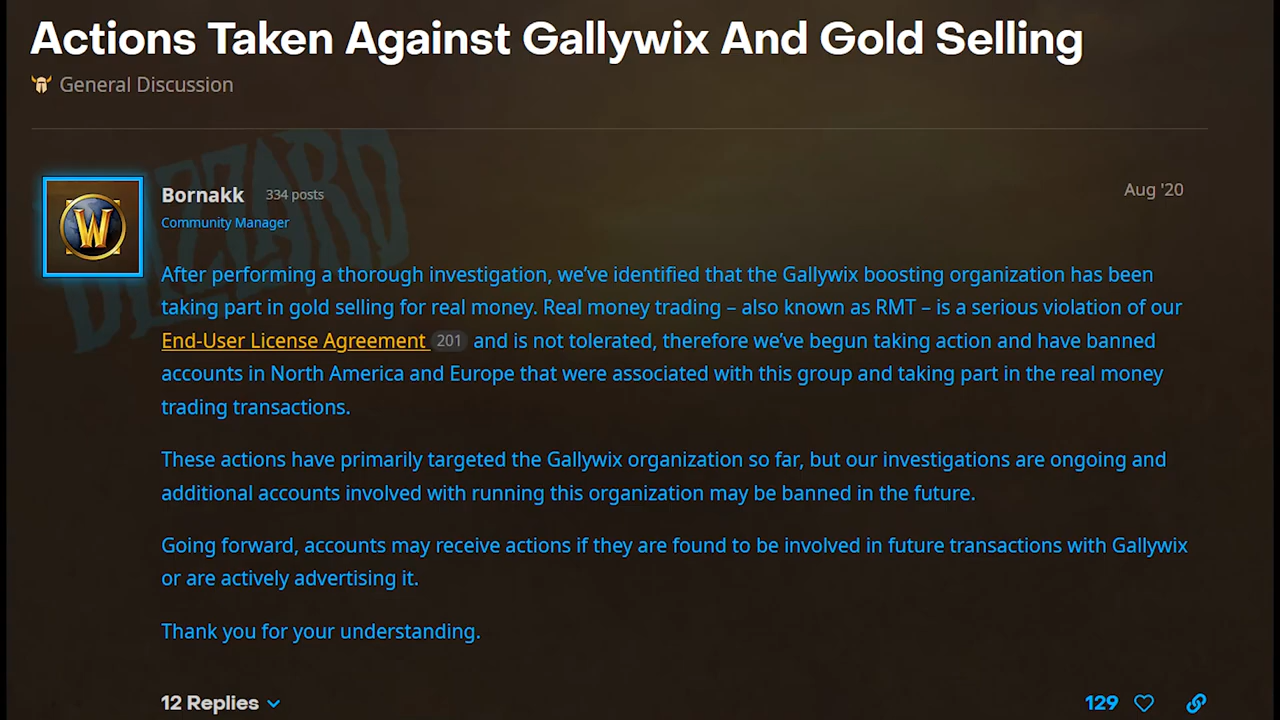 Actions Taken Against Gallywix And Gold Selling
General Discussion
BLIZZARD
W
Bornakk 334 posts
Aug '20
Community Manager
After performing a thorough investigation, we've identified that the Gallywix boosting organization has been
taking part in gold selling for real money. Real money trading – also known as RMT – is a serious violation of our
End-User License Agreement 201 and is not tolerated, therefore we've begun taking action and have banned
accounts in North America and Europe that were associated with this group and taking part in the real money
trading transactions.
These actions have primarily targeted the Gallywix organization so far, but our investigations are ongoing and
additional accounts involved with running this organization may be banned in the future.
Going forward, accounts may receive actions if they are found to be involved in future transactions with Gallywix
or are actively advertising it.
Thank you for your understanding.
12 Replies
129